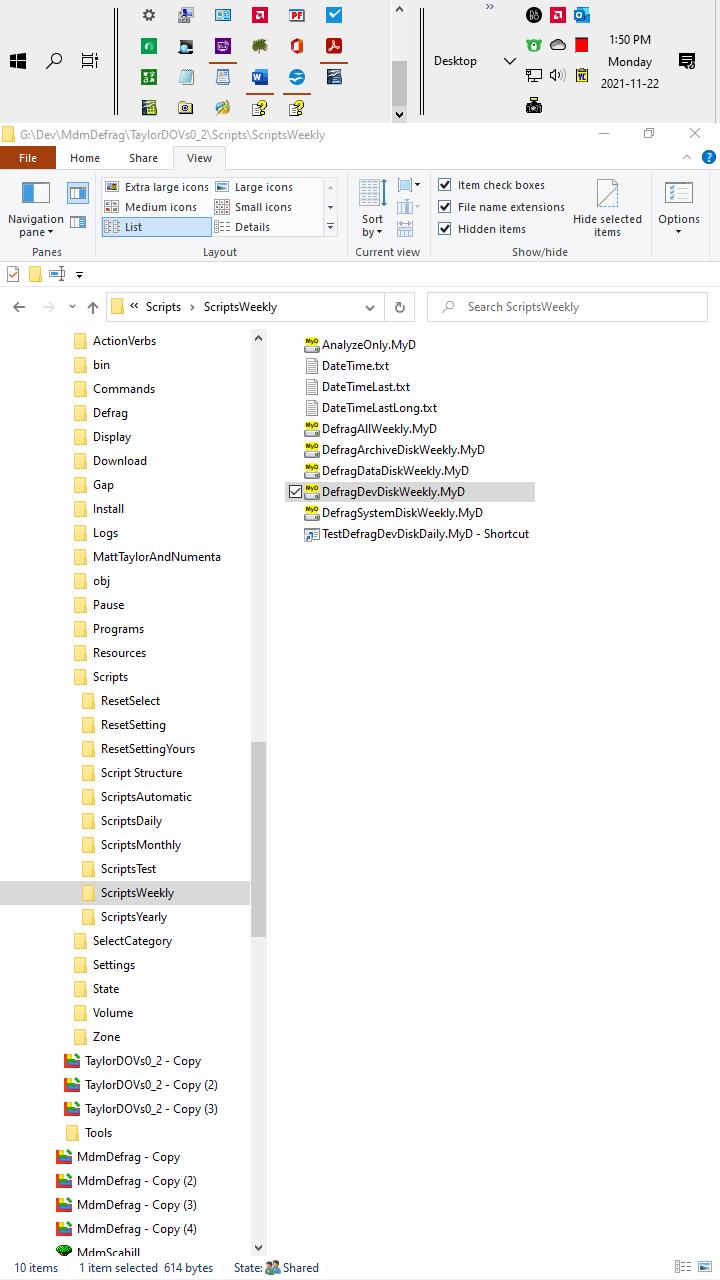 1:50 PM
Desktop
Monday
2021-11-22
G:\Dev\MdmDefrag\TaylorDOVs0_2\Scripts\ScriptsWeekly
File Home Share View
Extra large icons Large icons
Medium icons Small icons
List Details
Navigation pane
Sort by
Item check boxes
File name extensions
Hidden items
Hide selected items
Options
Panes Layout Current view Show/hide
« Scripts › ScriptsWeekly
Search ScriptsWeekly
ActionVerbs
bin
Commands
Defrag
Display
Download
Gap
Install
Logs
MattTaylorAndNumenta
obj
Pause
Programs
Resources
Scripts
ResetSelect
ResetSetting
ResetSettingYours
Script Structure
ScriptsAutomatic
ScriptsDaily
ScriptsMonthly
ScriptsTest
ScriptsWeekly
ScriptsYearly
SelectCategory
Settings
State
Volume
Zone
TaylorDOVs0_2 - Copy
TaylorDOVs0_2 - Copy (2)
TaylorDOVs0_2 - Copy (3)
Tools
MdmDefrag - Copy
MdmDefrag - Copy (2)
MdmDefrag - Copy (3)
MdmDefrag - Copy (4)
MdmScahill
AnalyzeOnly.MyD
DateTime.txt
DateTimeLast.txt
DateTimeLastLong.txt
DefragAllWeekly.MyD
DefragArchiveDiskWeekly.MyD
DefragDataDiskWeekly.MyD
DefragDevDiskWeekly.MyD
DefragSystemDiskWeekly.MyD
TestDefragDevDiskDaily.MyD - Shortcut
10 items 1 item selected 614 bytes State: Shared